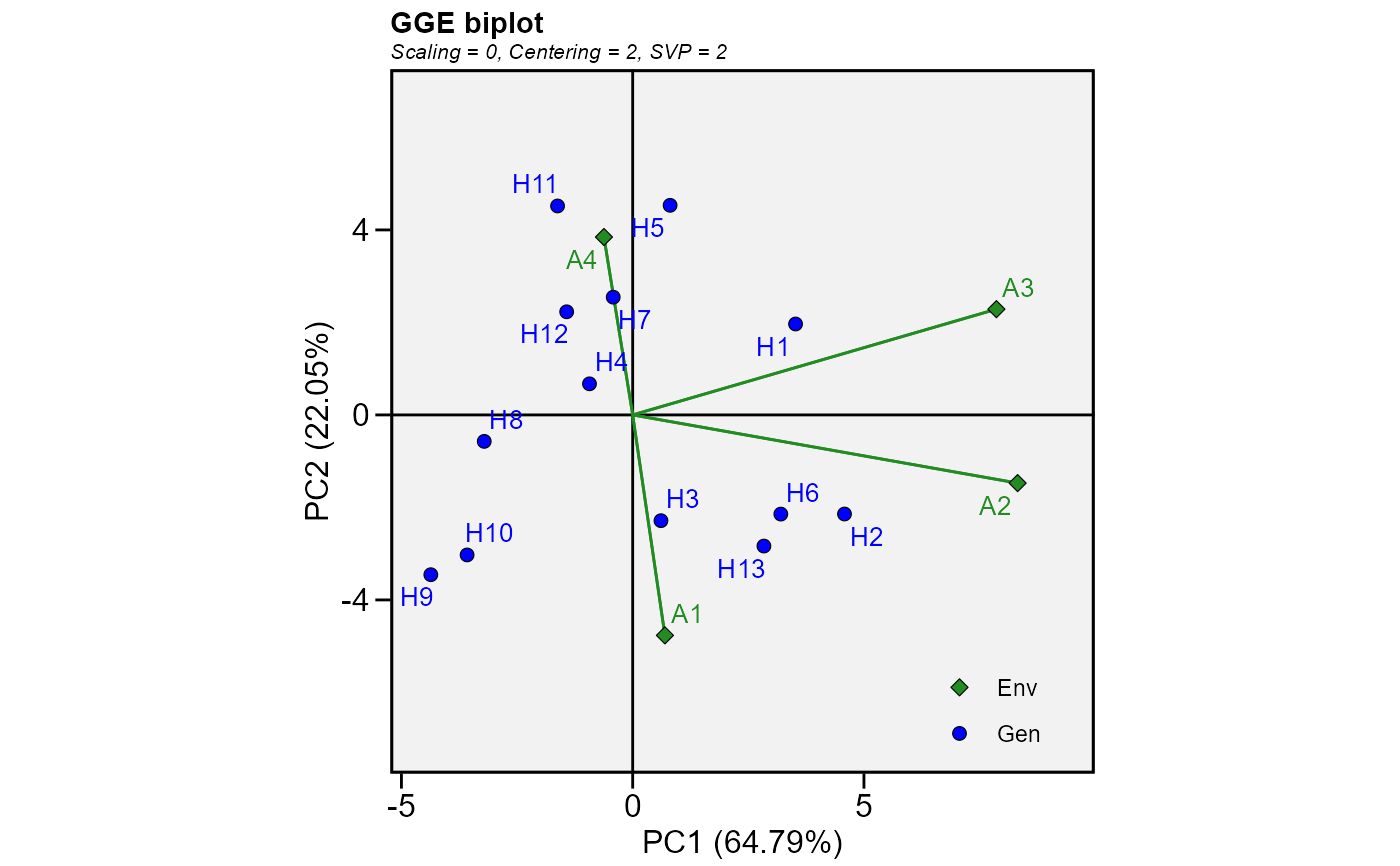 GGE biplot
Scaling = 0, Centering = 2, SVP = 2
H11
H5
4
A4
A3
H7
H12
H1
H4
0
H8
PC2 (22.05%)
H3
H6
A2
H2
H10
H13
H9
-4
A1
Env
Gen
-5
0
5
PC1 (64.79%)